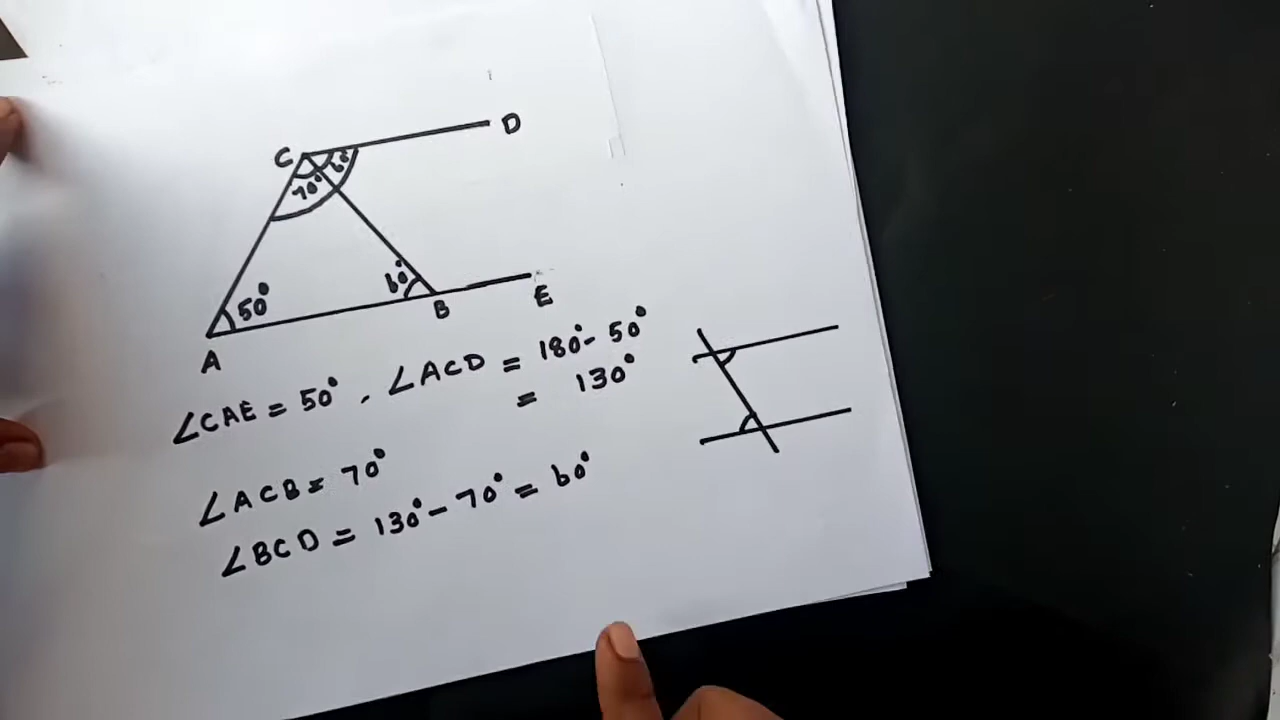 D
C
60°
70°
60°
50°
B
E
A
∠CAE = 50° , ∠ACD = 180° - 50°
= 130°
∠ACB = 70°
∠BCD = 130° - 70° = 60°